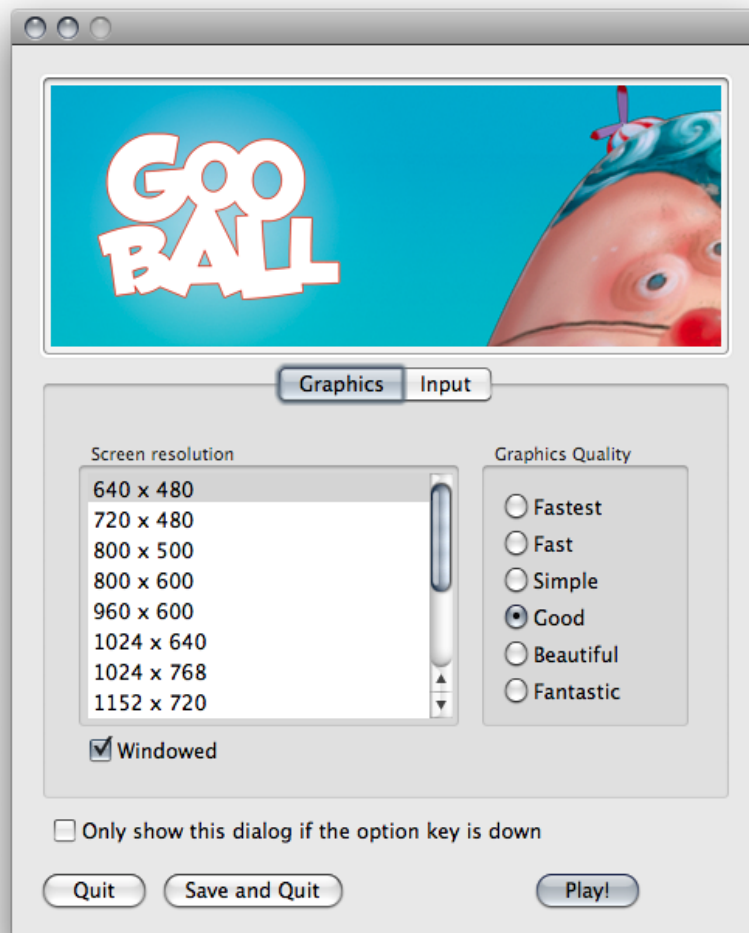 GOO
BALL
Graphics Input
Screen resolution
640 x 480
720 x 480
800 x 500
800 x 600
960 x 600
1024 x 640
1024 x 768
1152 x 720
Windowed
Graphics Quality
Fastest
Fast
Simple
Good
Beautiful
Fantastic
Only show this dialog if the option key is down
Quit Save and Quit Play!